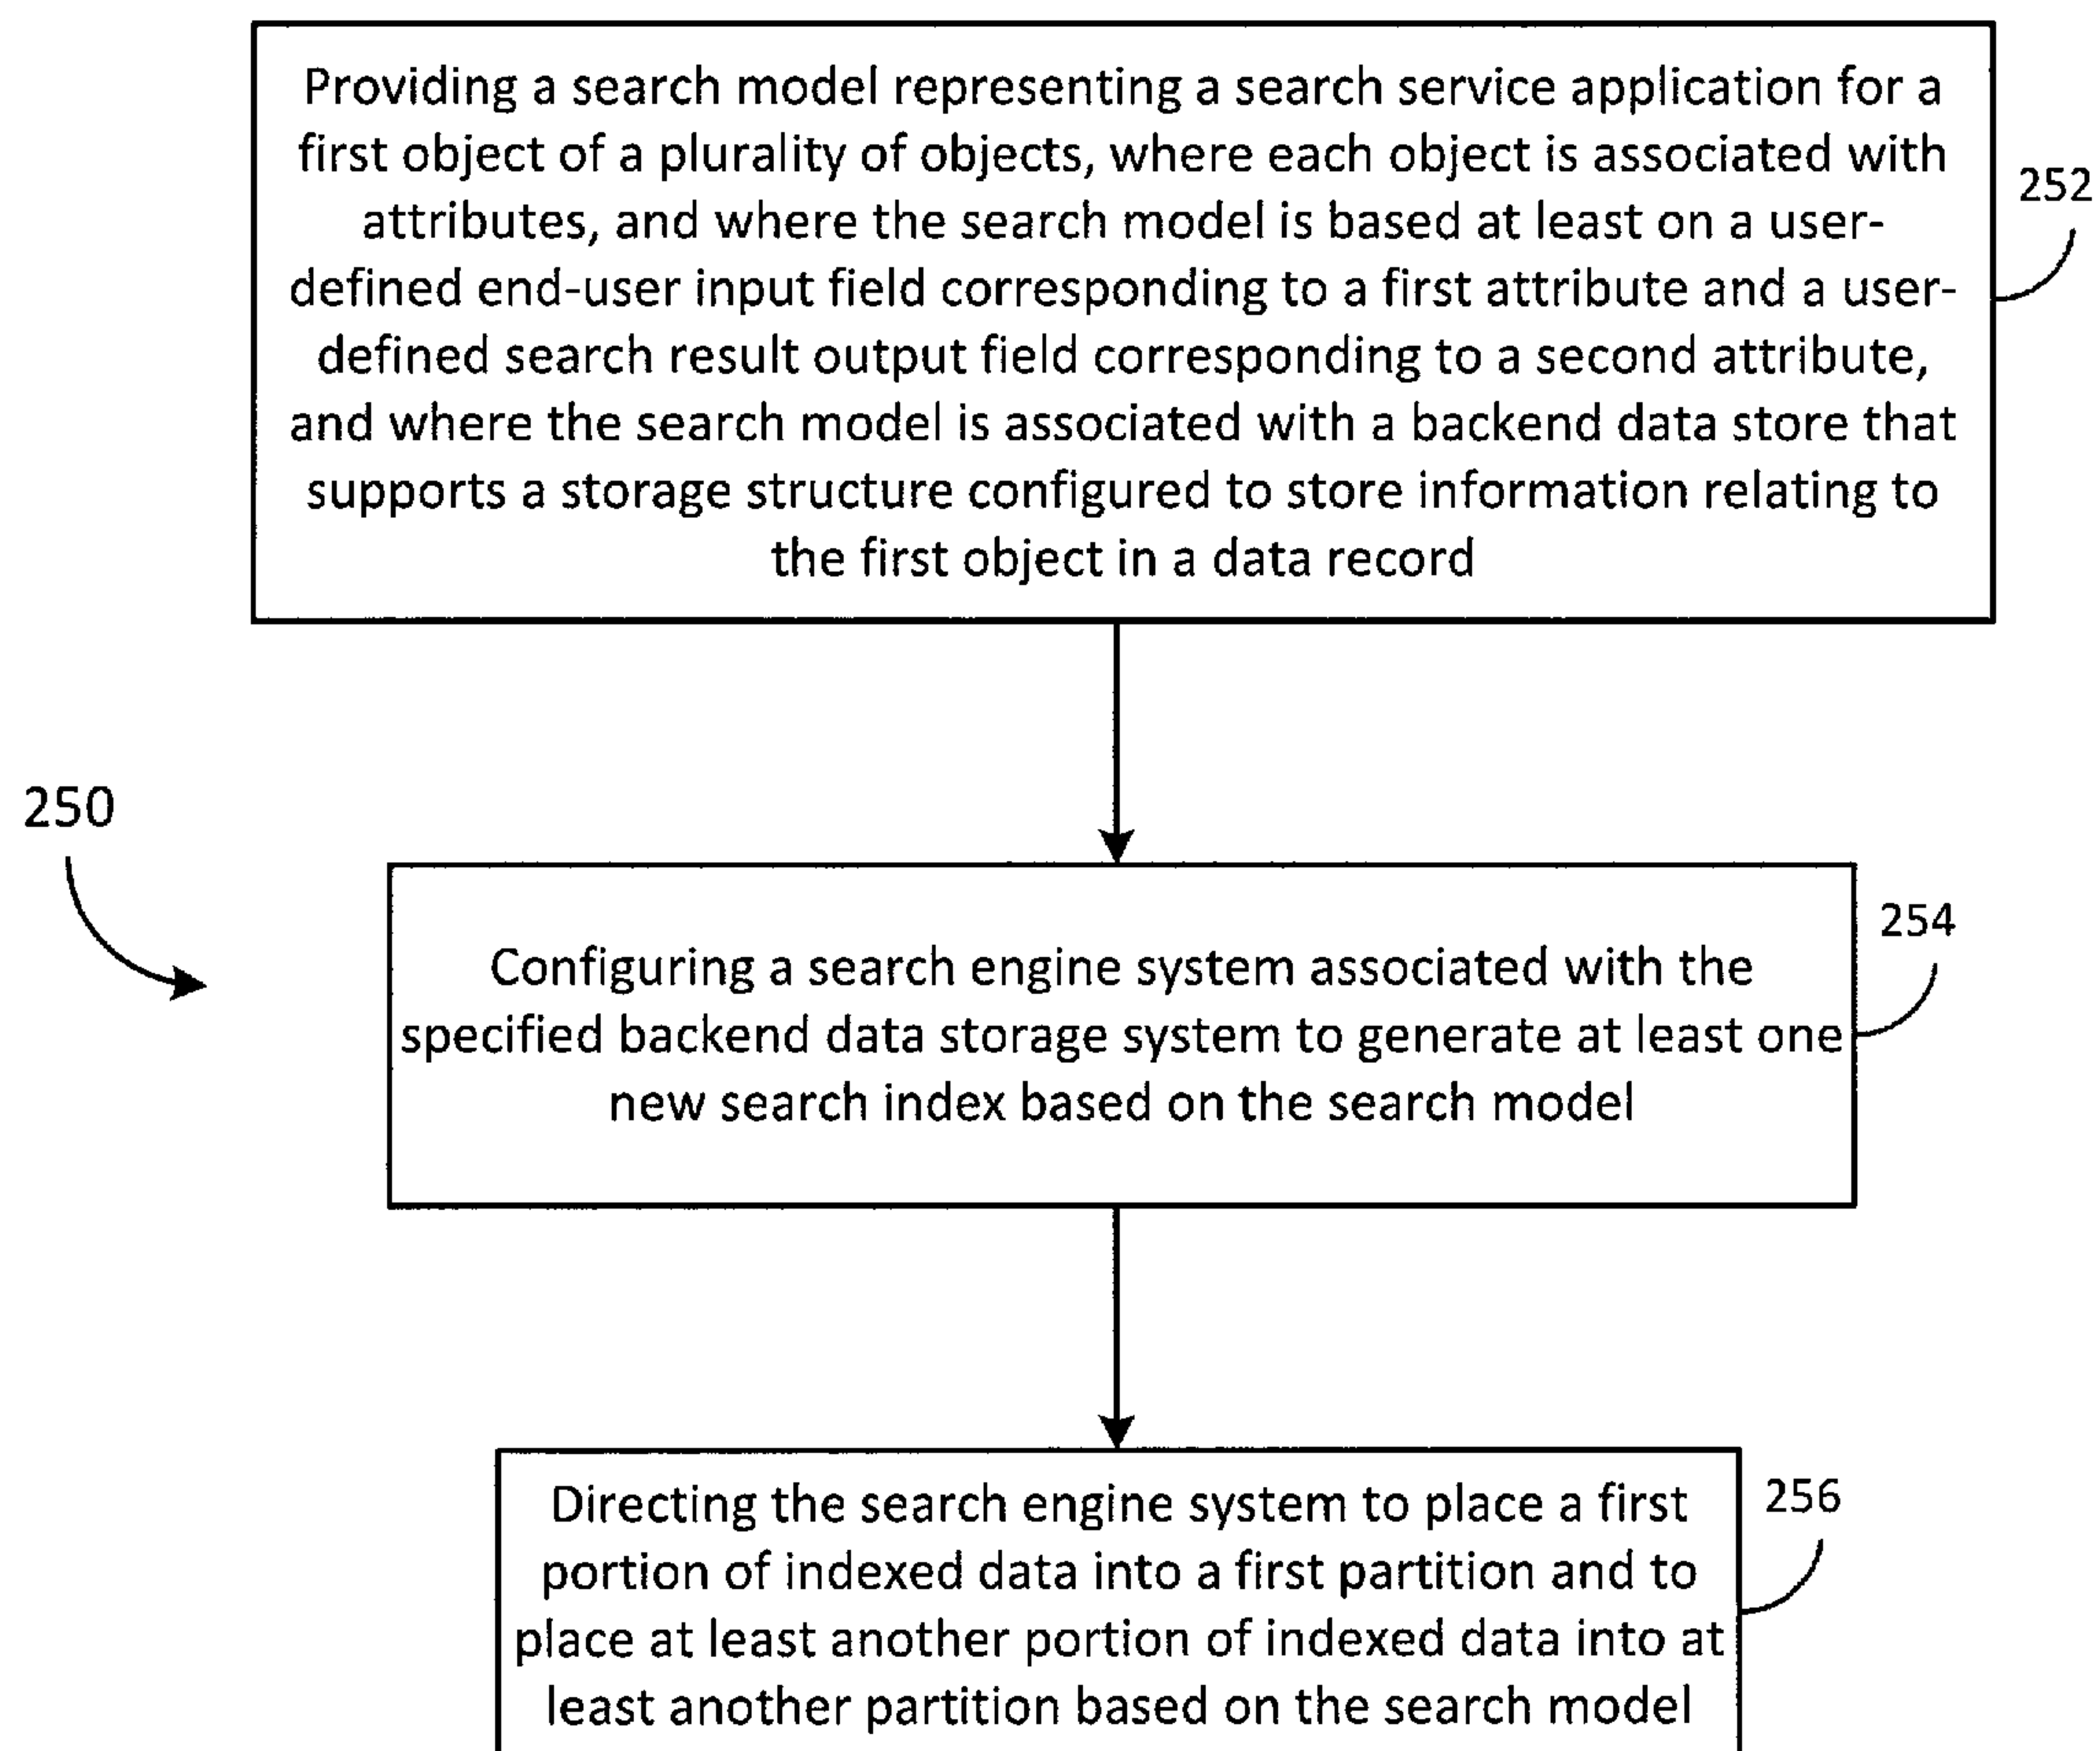 Providing a search model representing a search service application for a
first object of a plurality of objects, where each object is associated with
attributes, and where the search model is based at least on a user-
defined end-user input field corresponding to a first attribute and a user-
defined search result output field corresponding to a second attribute,
and where the search model is associated with a backend data store that
supports a storage structure configured to store information relating to
the first object in a data record
252
250
254
Configuring a search engine system associated with the
specified backend data storage system to generate at least one
new search index based on the search model
256
Directing the search engine system to place a first
portion of indexed data into a first partition and to
place at least another portion of indexed data into at
least another partition based on the search model